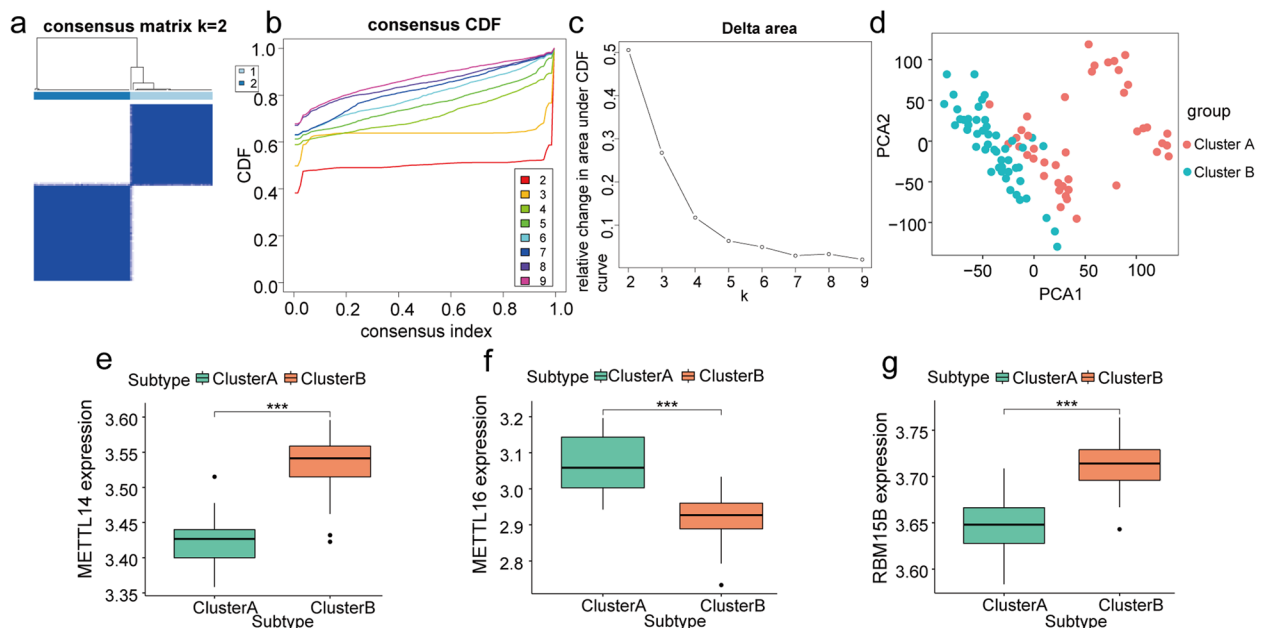 a
consensus matrix k=2
1
2
b
consensus CDF
CDF
1.0
0.8
0.6
0.4
0.2
0.0
0.0 0.2 0.4 0.6 0.8 1.0
consensus index
2
3
4
5
6
7
8
9
c
Delta area
relative change in area under CDF
curve
0.5
0.3
0.2
0.1
2 3 4 5 6 7 8 9
k
d
PCA2
100
50
0
−50
−100
−50 0 50 100
PCA1
group
Cluster A
Cluster B
e
Subtype ClusterA ClusterB
***
METTL14 expression
3.60
3.55
3.50
3.45
3.40
3.35
ClusterA ClusterB
Subtype
f
Subtype ClusterA ClusterB
***
METTL16 expression
3.2
3.1
3.0
2.9
2.8
ClusterA ClusterB
Subtype
g
Subtype ClusterA ClusterB
***
RBM15B expression
3.75
3.70
3.65
3.60
ClusterA ClusterB
Subtype